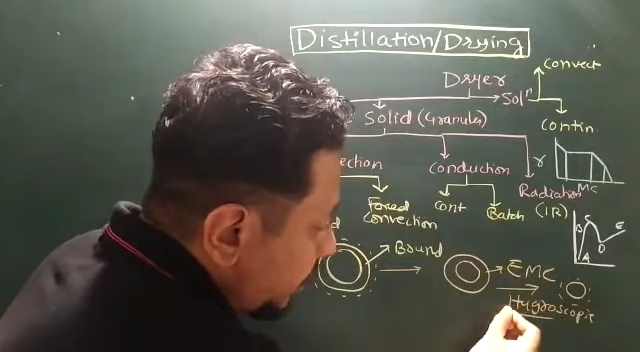 Distillation/Drying
Convect
Dryer
Solⁿ
Solid (Granules)
Contin.
ection
Conduction
r
Radiation
MC
(IR)
Forced
Convection
Cont
Batch
C
B
E
D
A
Bound
EMC
Hygroscopic